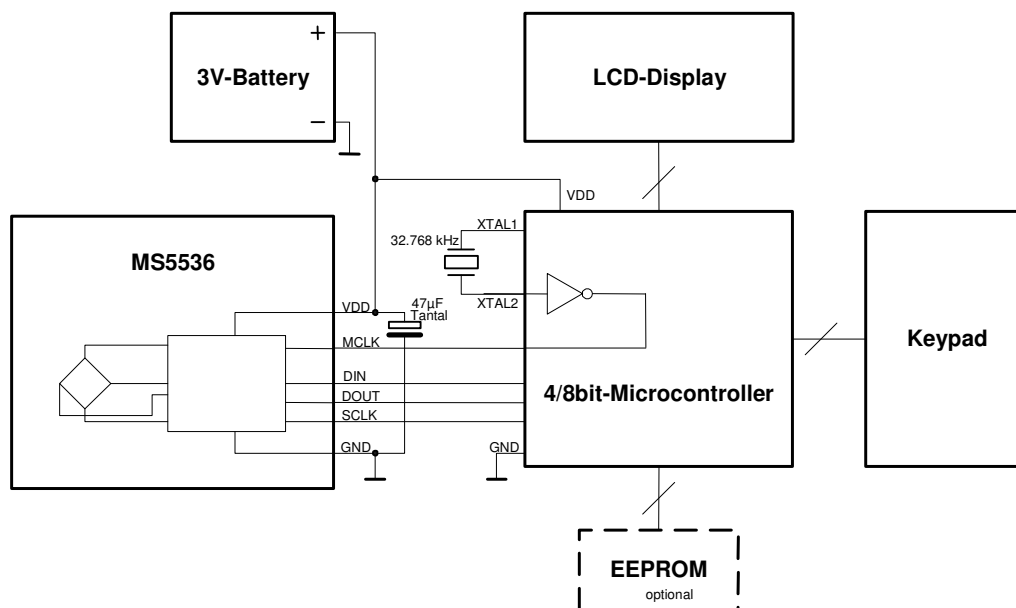 +
3V-Battery
−
LCD-Display
VDD
MS5536
XTAL1
32.768 kHz
XTAL2
VDD
47µF
Tantal
MCLK
DIN
DOUT
SCLK
GND
4/8bit-Microcontroller
GND
Keypad
EEPROM
optional